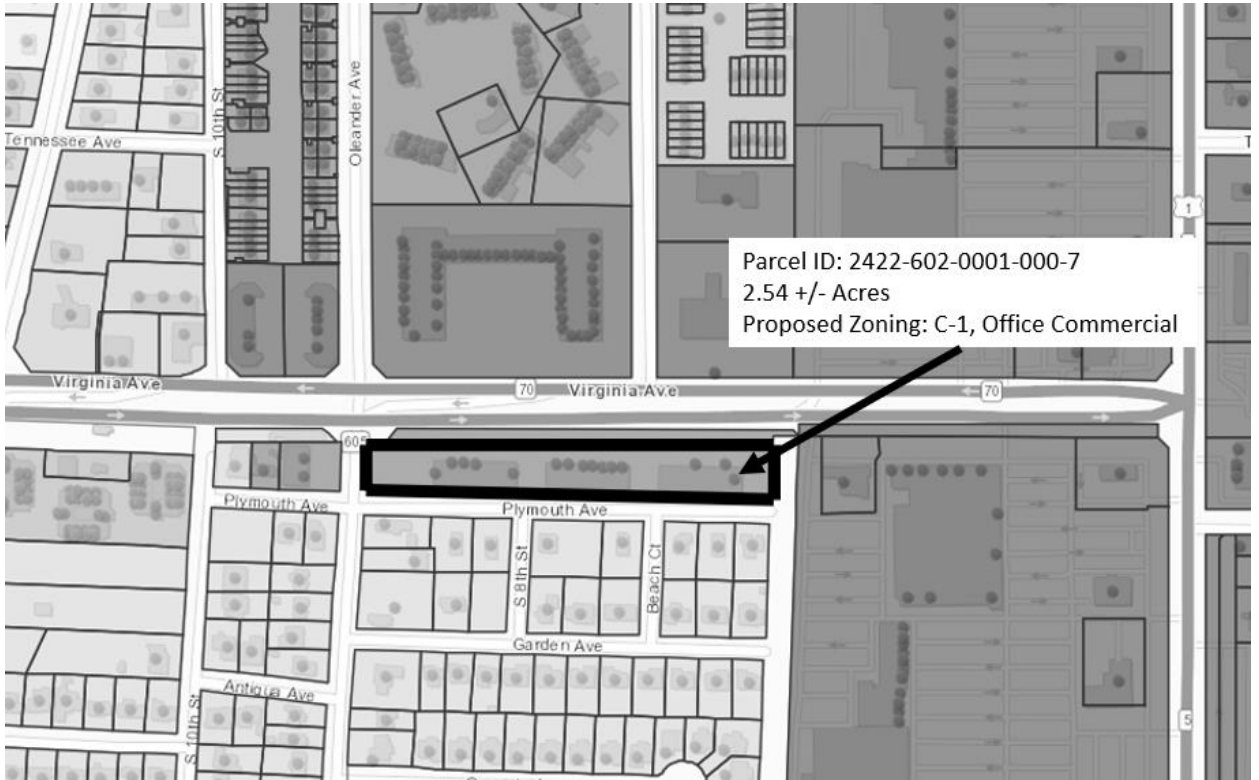 S 10th St
Oleander Ave
Tennessee Ave
1
Parcel ID: 2422-602-0001-000-7
2.54 +/- Acres
Proposed Zoning: C-1, Office Commercial
Virginia Ave
70
Virginia Ave
70
605
Plymouth Ave
Plymouth Ave
S 8th St
Beach Ct
Garden Ave
Antigua Ave
S 10th St
5